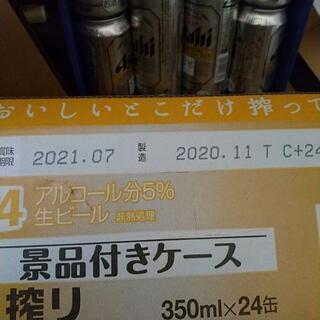 Asahi
Asahi
おいしいとこだけ搾って
賞味
期限 2021.07 製造 2020.11 T C+24
4 アルコール分5%
生ビール 非熱処理
景品付きケース
搾り 350ml×24缶